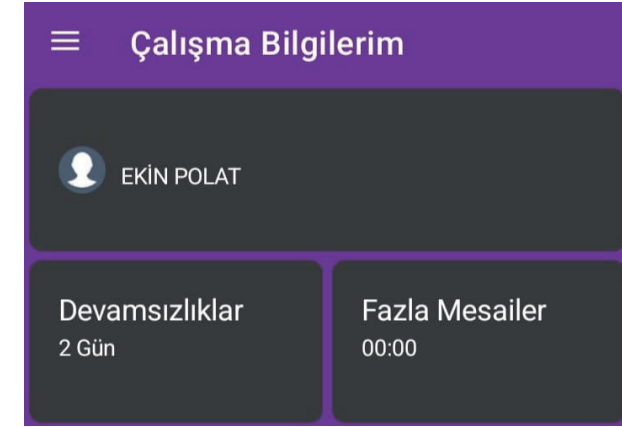 Çalışma Bilgilerim
EKİN POLAT
Devamsızlıklar
2 Gün
Fazla Mesailer
00:00